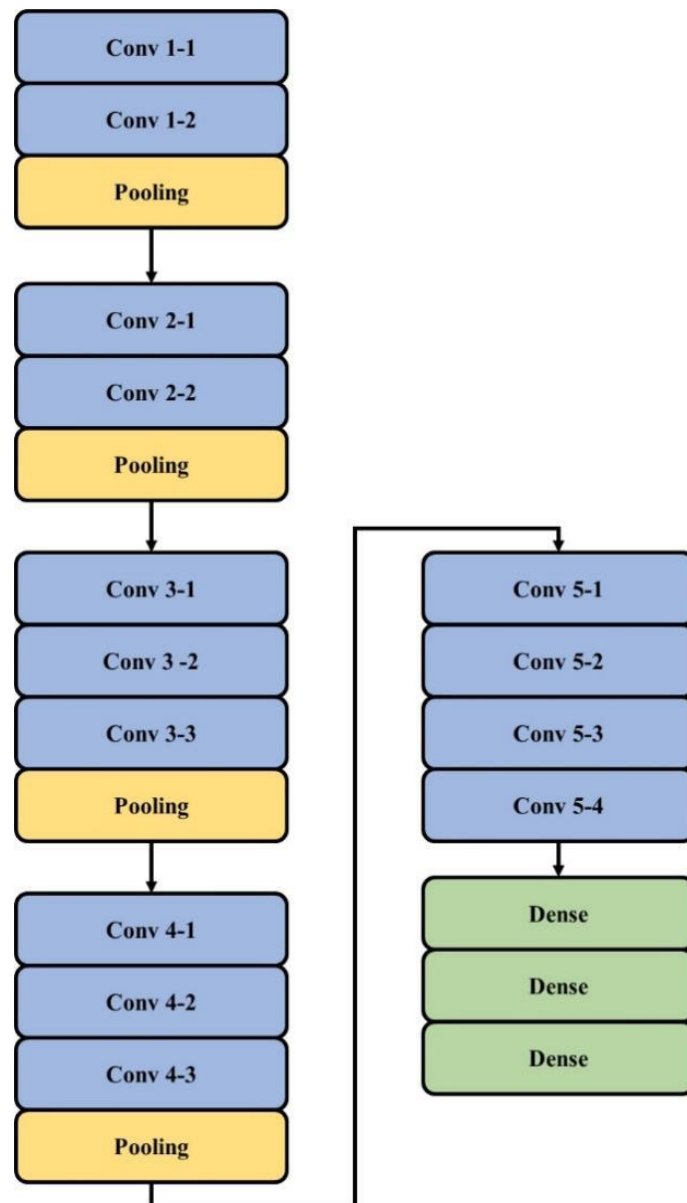 Conv 1-1
Conv 1-2
Pooling
Conv 2-1
Conv 2-2
Pooling
Conv 3-1
Conv 3 -2
Conv 3-3
Pooling
Conv 4-1
Conv 4-2
Conv 4-3
Pooling
Conv 5-1
Conv 5-2
Conv 5-3
Conv 5-4
Dense
Dense
Dense